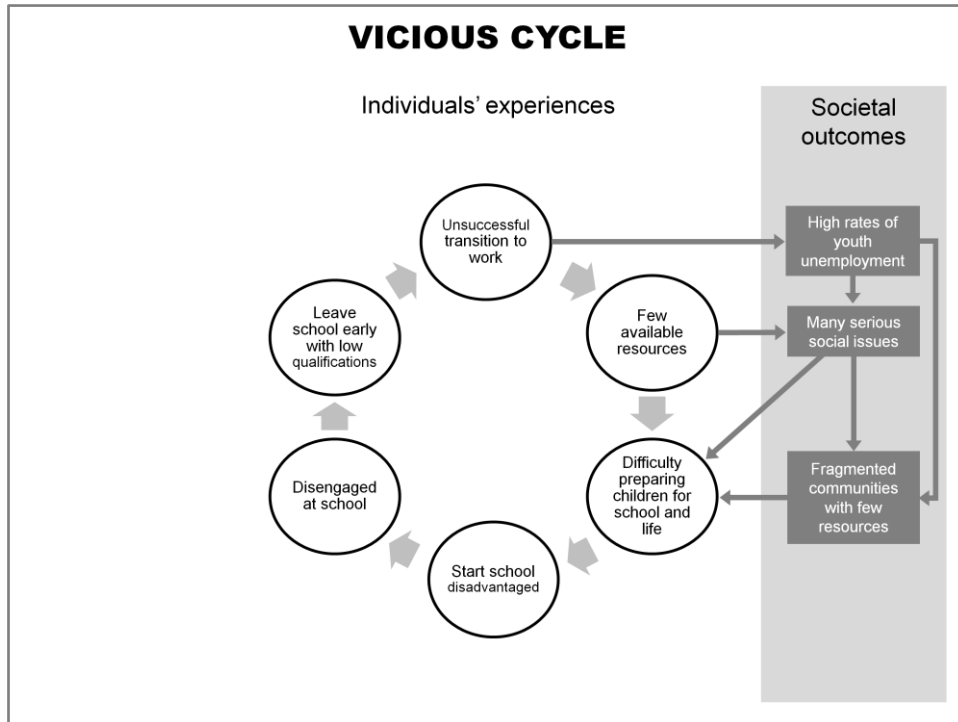 VICIOUS CYCLE
Individuals' experiences
Societal
outcomes
Unsuccessful
transition to
work
High rates of
youth
unemployment
Few
available
resources
Many serious
social issues
Leave
school early
with low
qualifications
Difficulty
preparing
children for
school and
life
Fragmented
communities
with few
resources
Disengaged
at school
Start school
disadvantaged